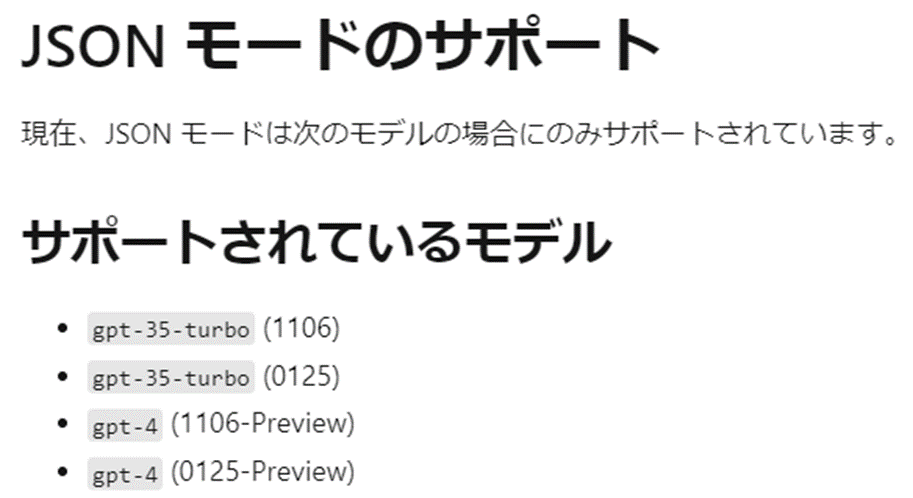 JSON モードのサポート
現在、JSON モードは次のモデルの場合にのみサポートされています。
サポートされているモデル
• gpt-35-turbo (1106)
• gpt-35-turbo (0125)
• gpt-4 (1106-Preview)
• gpt-4 (0125-Preview)